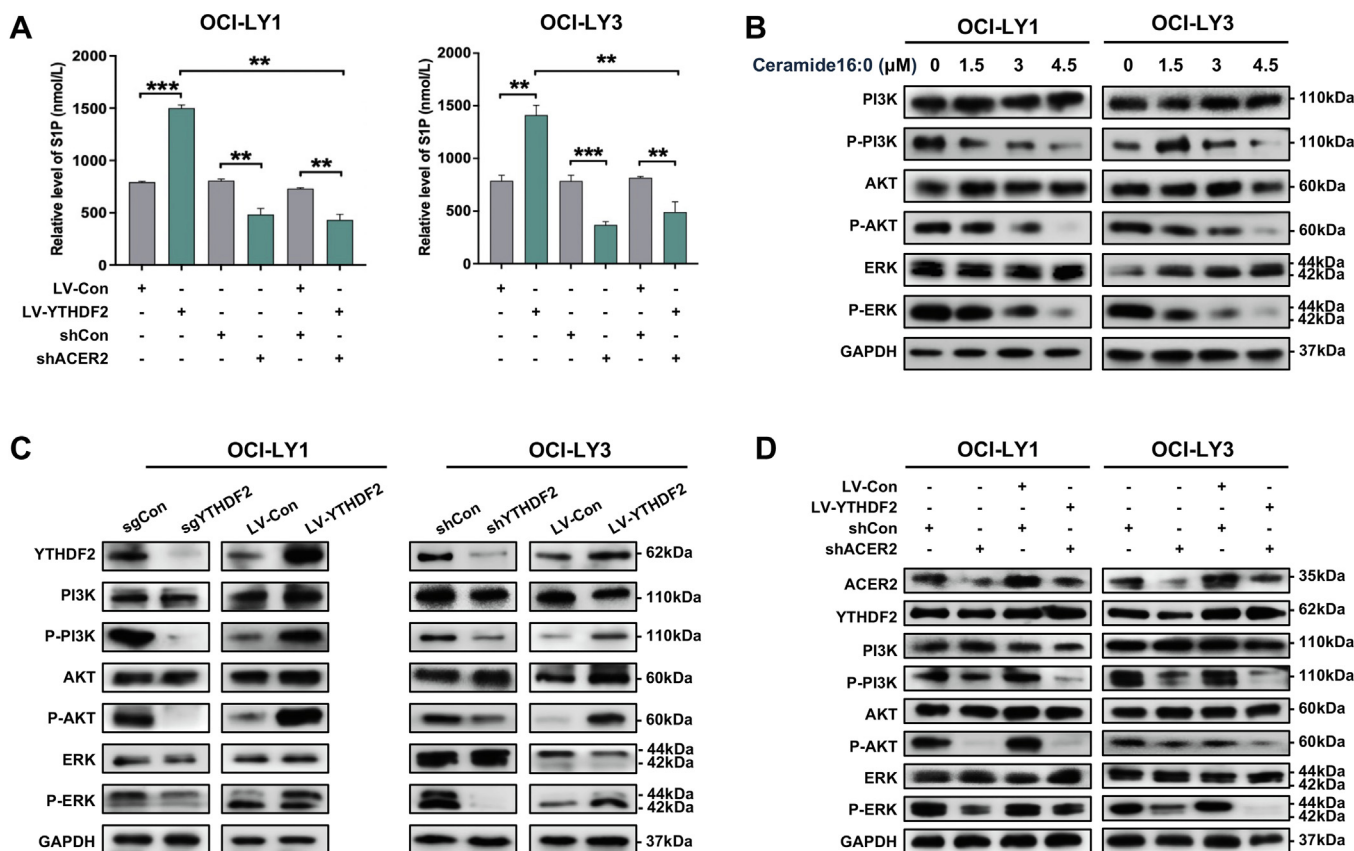 A
OCI-LY1
Relative level of S1P (nmol/L)
2000
1500
1000
500
0
*** ** ** **
OCI-LY3
Relative level of S1P (nmol/L)
2000
1500
1000
500
0
** *** ** **
LV-Con + - - - + - + - - - + -
LV-YTHDF2 - + - - - + - + - - - +
shCon - - + - + - - - + - + -
shACER2 - - - + - + - - - + - +
B
OCI-LY1 OCI-LY3
Ceramide16:0 (μM) 0 1.5 3 4.5 0 1.5 3 4.5
PI3K -110kDa
P-PI3K -110kDa
AKT -60kDa
P-AKT -60kDa
ERK -44kDa
-42kDa
P-ERK -44kDa
-42kDa
GAPDH -37kDa
C
OCI-LY1 OCI-LY3
sgCon sgYTHDF2 LV-Con LV-YTHDF2 shCon shYTHDF2 LV-Con LV-YTHDF2
YTHDF2 -62kDa
PI3K -110kDa
P-PI3K -110kDa
AKT -60kDa
P-AKT -60kDa
ERK -44kDa
-42kDa
P-ERK -44kDa
-42kDa
GAPDH -37kDa
D
OCI-LY1 OCI-LY3
LV-Con - - + - - - + -
LV-YTHDF2 - - - + - - - +
shCon + - + - + - + -
shACER2 - + - + - + - +
ACER2 -35kDa
YTHDF2 -62kDa
PI3K -110kDa
P-PI3K -110kDa
AKT -60kDa
P-AKT -60kDa
ERK -44kDa
-42kDa
P-ERK -44kDa
-42kDa
GAPDH -37kDa